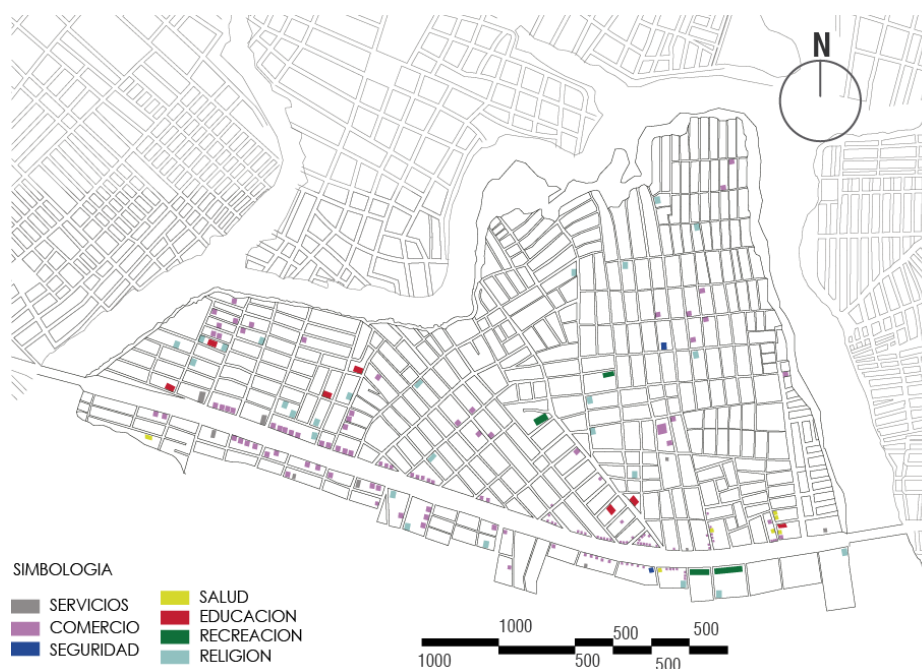 N
SIMBOLOGIA
SERVICIOS
COMERCIO
SEGURIDAD
SALUD
EDUCACION
RECREACION
RELIGION
1000 500 500
1000 500 500